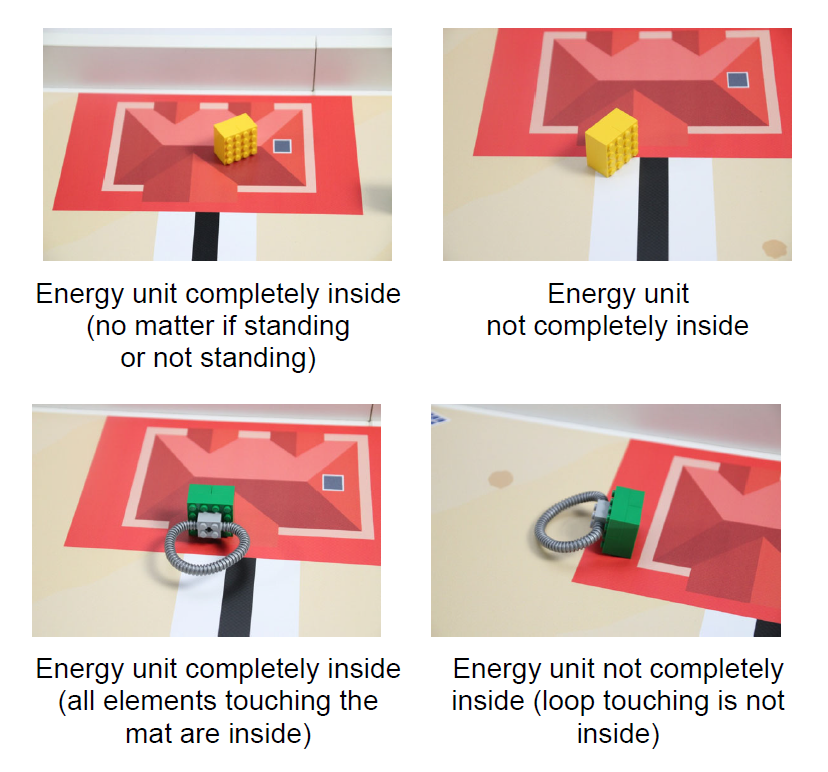 Energy unit completely inside
(no matter if standing
or not standing)
Energy unit
not completely inside
Energy unit completely inside
(all elements touching the
mat are inside)
Energy unit not completely
inside (loop touching is not
inside)